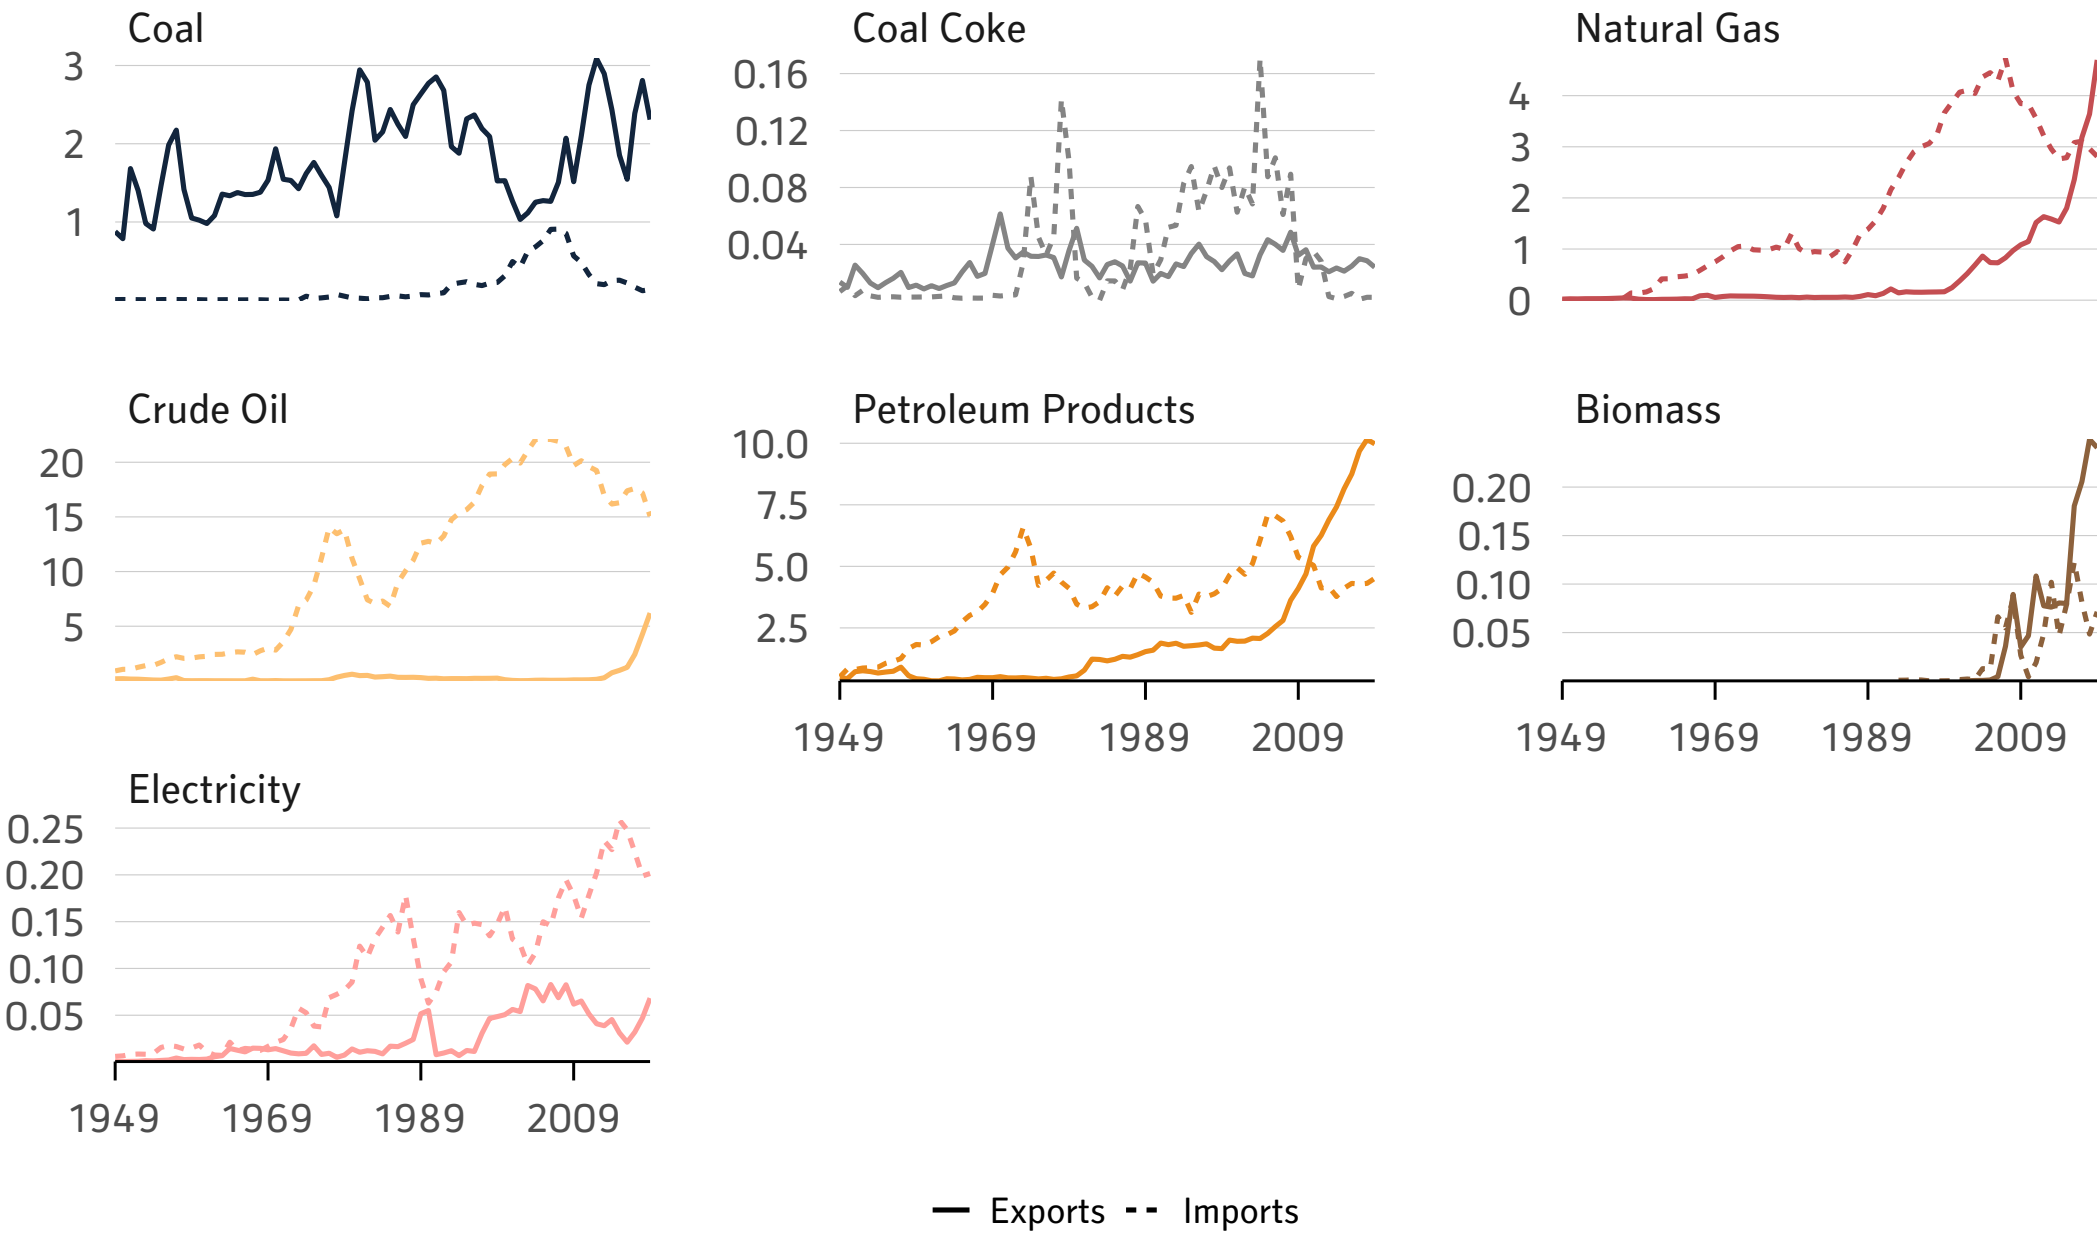 Coal
3
2
1
Coal Coke
0.16
0.12
0.08
0.04
Natural Gas
4
3
2
1
0
Crude Oil
20
15
10
5
Petroleum Products
10.0
7.5
5.0
2.5
1949 1969 1989 2009
Biomass
0.20
0.15
0.10
0.05
1949 1969 1989 2009
Electricity
0.25
0.20
0.15
0.10
0.05
1949 1969 1989 2009
Exports Imports